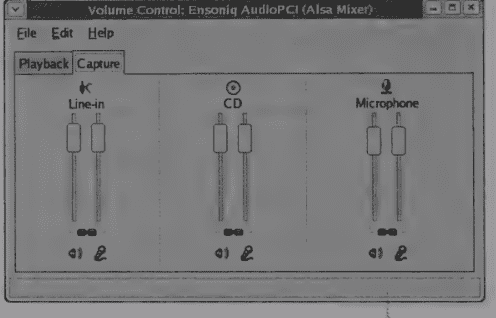 Volume Control: Ensoniq AudioPCI (Alsa Mixer)
File Edit Help
Playback Capture
Line-in CD Microphone